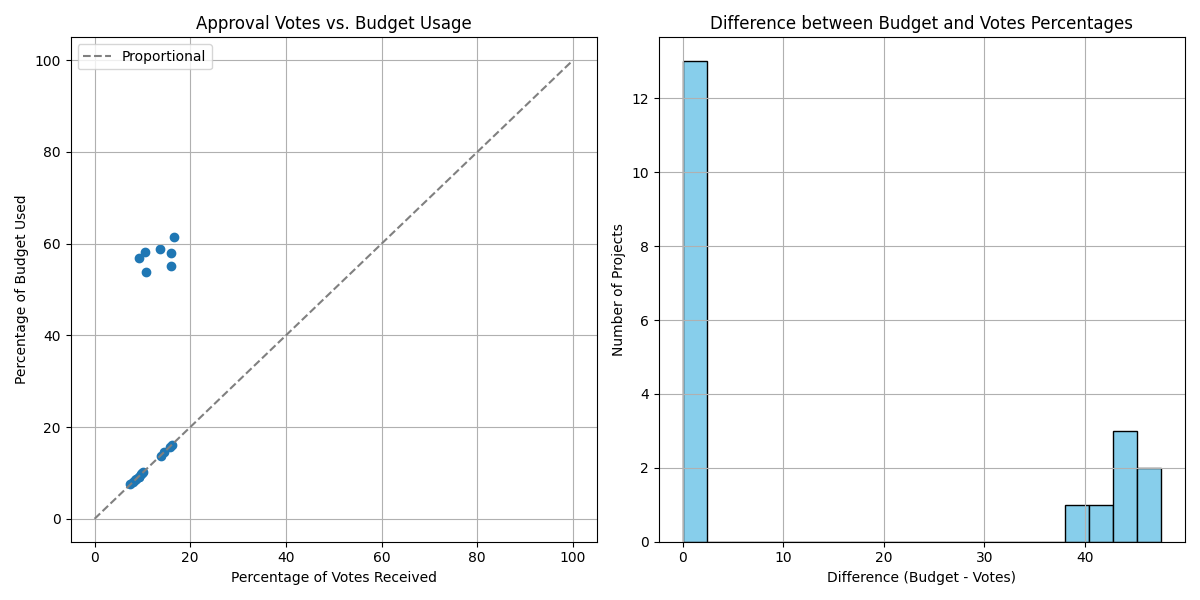 Approval Votes vs. Budget Usage
Proportional
100
80
60
40
20
0
Percentage of Budget Used
0 20 40 60 80 100
Percentage of Votes Received
Difference between Budget and Votes Percentages
12
10
8
6
4
2
0
Number of Projects
0 10 20 30 40
Difference (Budget - Votes)